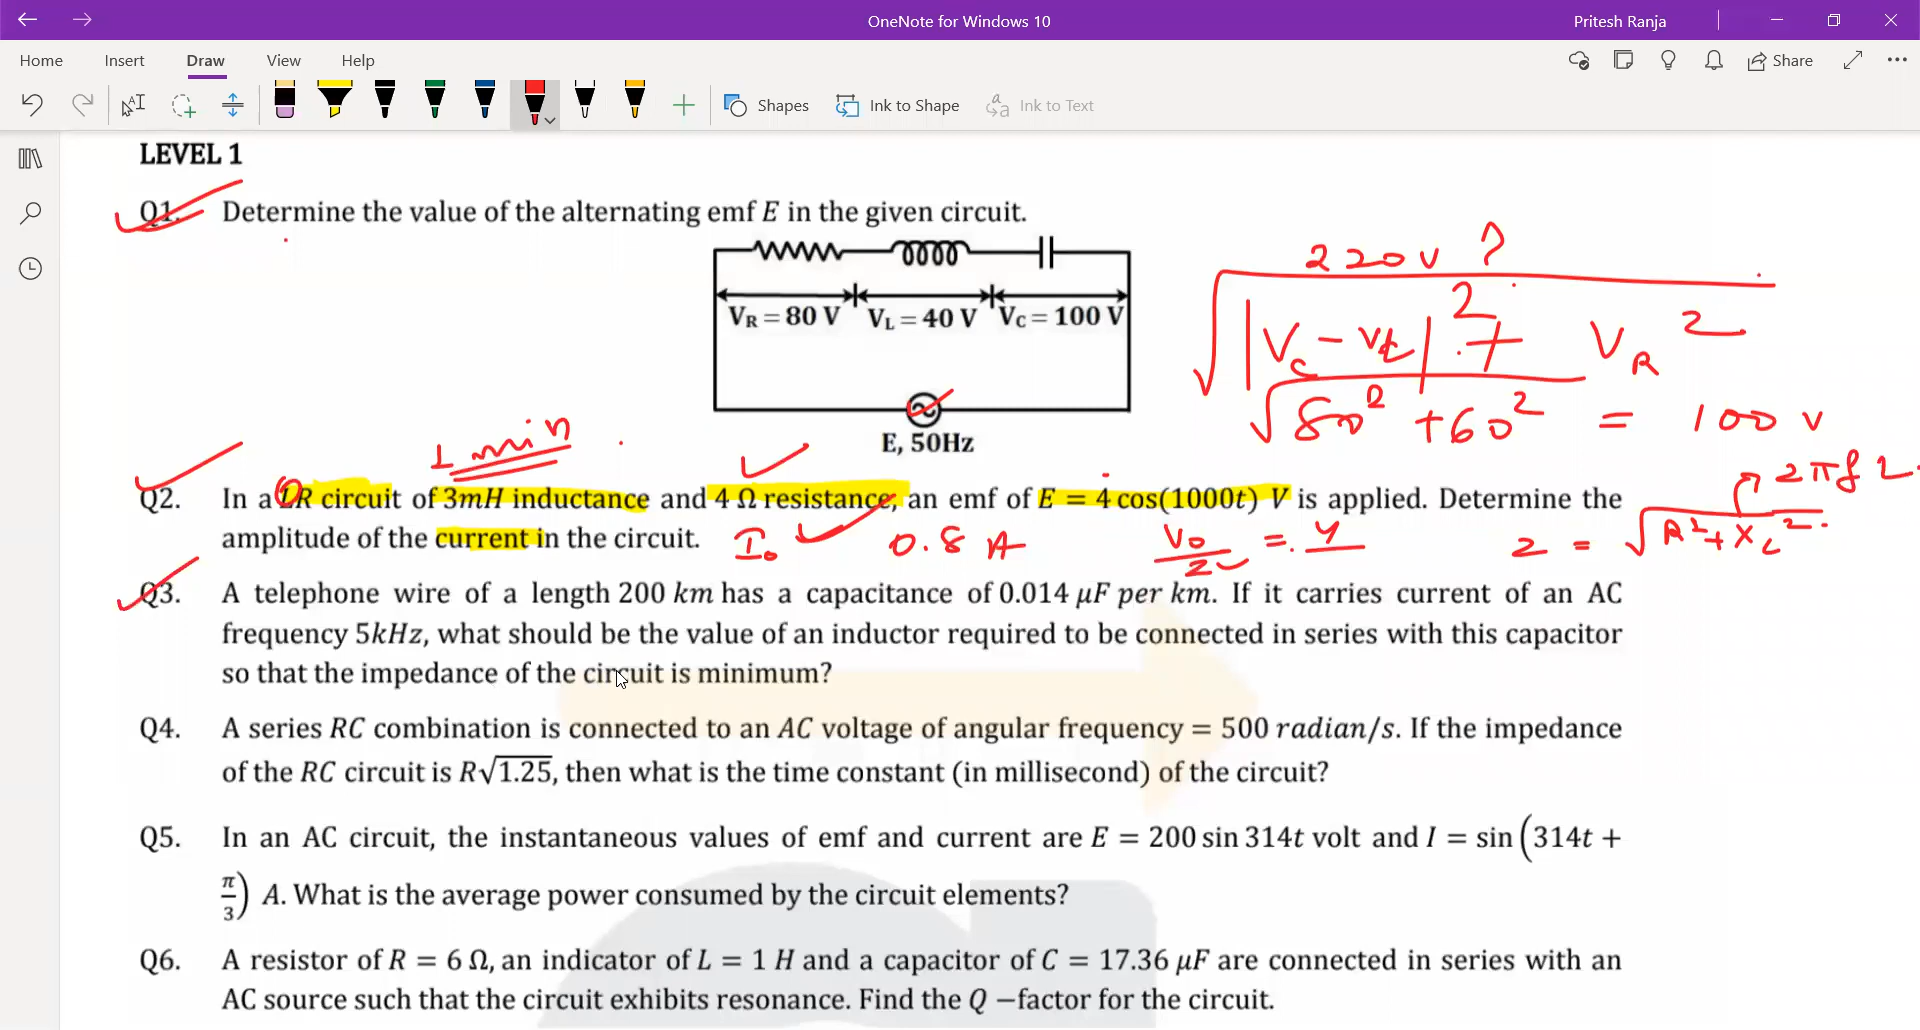 OneNote for Windows 10
Pritesh Ranja
Home Insert Draw View Help
Share
Shapes Ink to Shape Ink to Text
LEVEL 1
Q1. Determine the value of the alternating emf E in the given circuit.
V_R = 80 V V_L = 40 V V_C = 100 V
E, 50Hz
220 V ?
√|V_C − V_L|² + V_R²
√80² + 60² = 100 V
1 min
2πf L
Q2. In a LR circuit of 3mH inductance and 4 Ω resistance, an emf of E = 4 cos(1000t) V is applied. Determine the
amplitude of the current in the circuit. I₀ 0.8 A V₀/Z = 4 Z = √R² + X_L²
Q3. A telephone wire of a length 200 km has a capacitance of 0.014 μF per km. If it carries current of an AC
frequency 5kHz, what should be the value of an inductor required to be connected in series with this capacitor
so that the impedance of the circuit is minimum?
Q4. A series RC combination is connected to an AC voltage of angular frequency = 500 radian/s. If the impedance
of the RC circuit is R√1.25, then what is the time constant (in millisecond) of the circuit?
Q5. In an AC circuit, the instantaneous values of emf and current are E = 200 sin 314t volt and I = sin (314t +
π/3) A. What is the average power consumed by the circuit elements?
Q6. A resistor of R = 6 Ω, an indicator of L = 1 H and a capacitor of C = 17.36 μF are connected in series with an
AC source such that the circuit exhibits resonance. Find the Q −factor for the circuit.